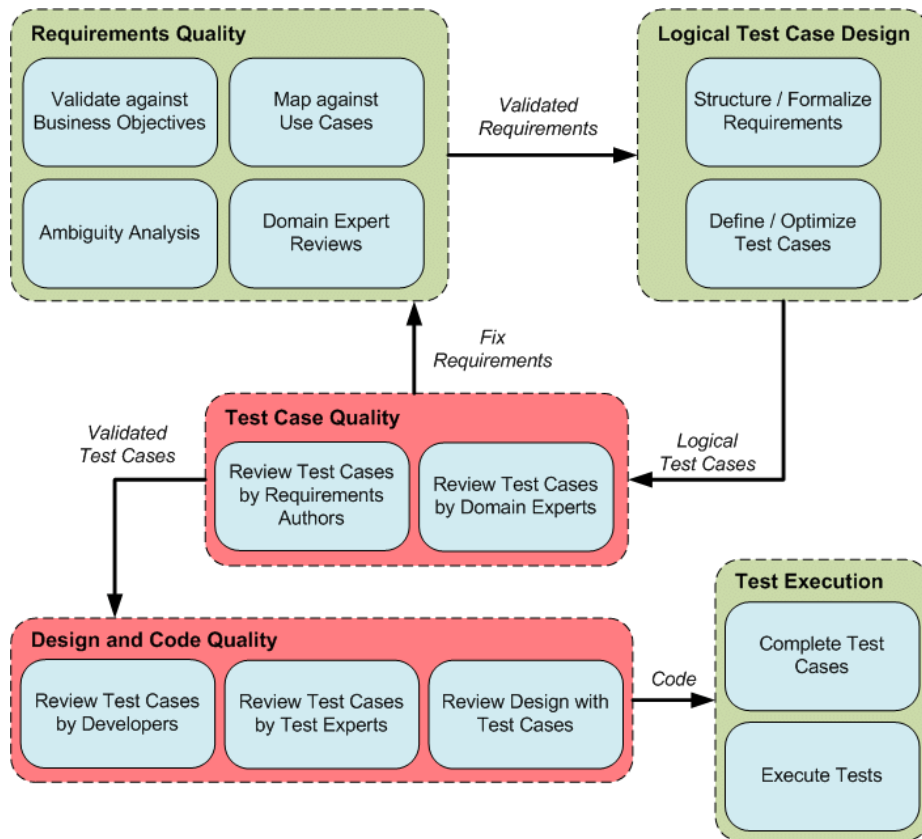 Requirements Quality
Validate against
Business Objectives
Map against
Use Cases
Ambiguity Analysis
Domain Expert
Reviews
Validated
Requirements
Logical Test Case Design
Structure / Formalize
Requirements
Define / Optimize
Test Cases
Fix
Requirements
Logical
Test Cases
Test Case Quality
Review Test Cases
by Requirements
Authors
Review Test Cases
by Domain Experts
Validated
Test Cases
Design and Code Quality
Review Test Cases
by Developers
Review Test Cases
by Test Experts
Review Design with
Test Cases
Code
Test Execution
Complete Test
Cases
Execute Tests